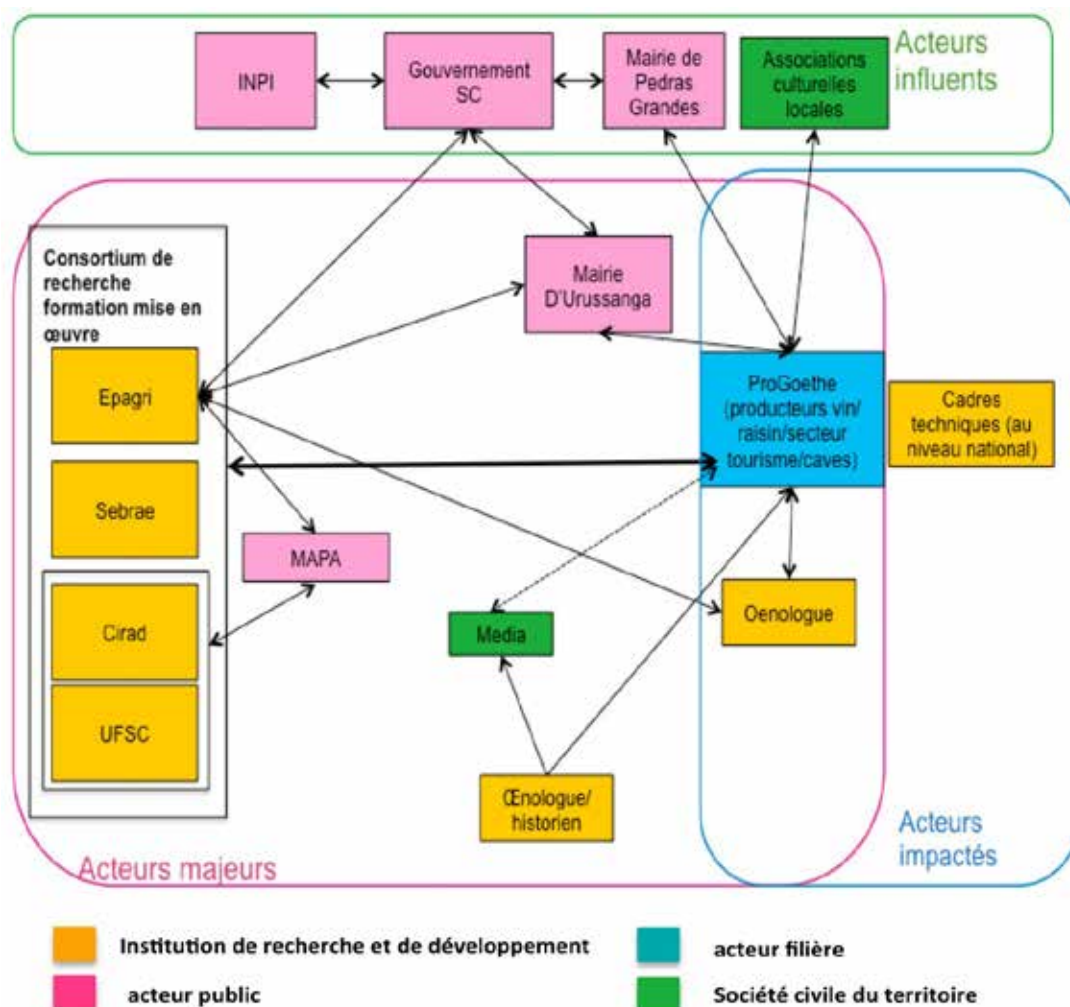 INPI
Gouvernement
SC
Mairie de
Pedras
Grandes
Associations
culturelles
locales
Acteurs
influents
Consortium de
recherche
formation mise en
œuvre
Mairie
D'Urussanga
Epagri
ProGoethe
(producteurs vin/
raisin/secteur
tourisme/caves)
Cadres
techniques (au
niveau national)
Sebrae
MAPA
Cirad
Media
Oenologue
UFSC
Œnologue/
historien
Acteurs
impactés
Acteurs majeurs
Institution de recherche et de développement
acteur filière
acteur public
Société civile du territoire